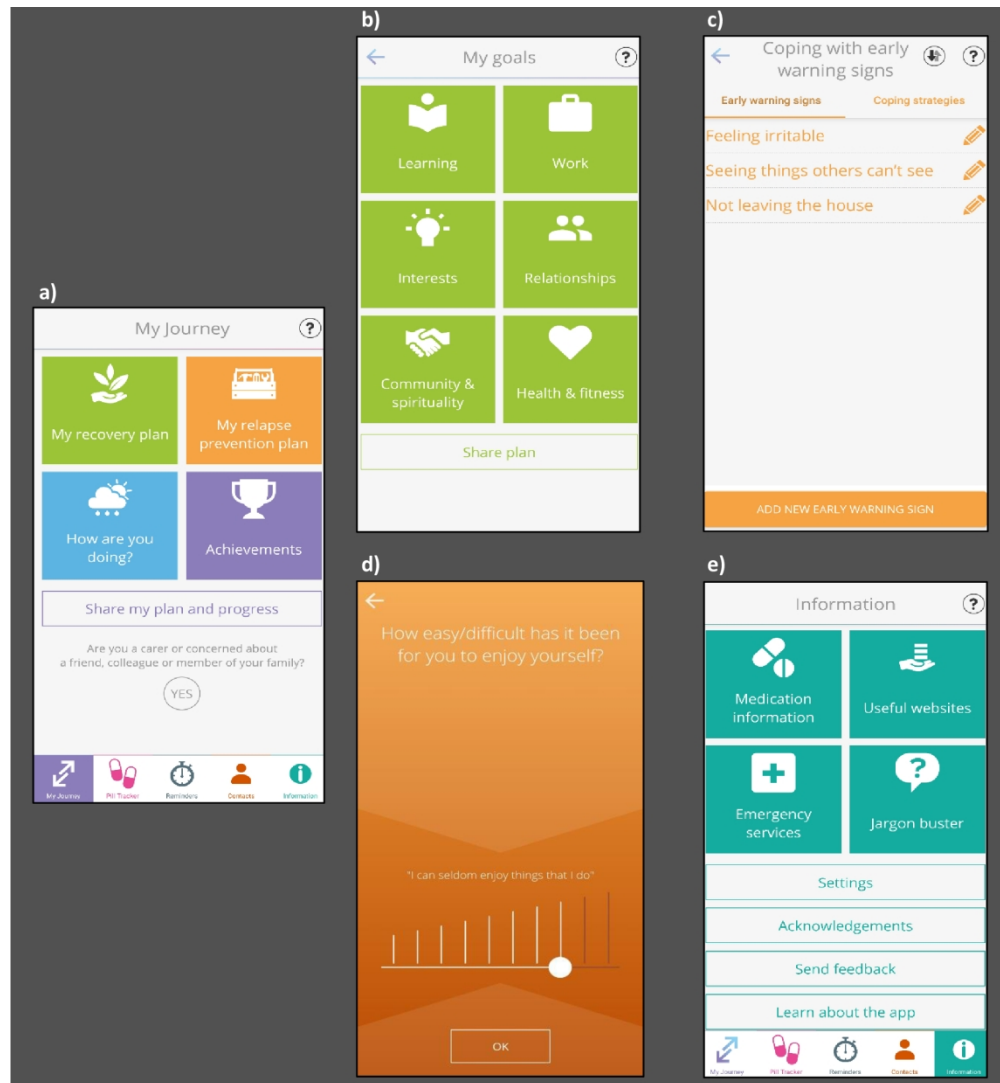 a)
My Journey
?
My recovery plan
My relapse
prevention plan
How are you
doing?
Achievements
Share my plan and progress
Are you a carer or concerned about
a friend, colleague or member of your family?
YES
My Journey
Pill Tracker
Reminders
Contacts
Information
b)
My goals
?
Learning
Work
Interests
Relationships
Community &
spirituality
Health & fitness
Share plan
c)
Coping with early
warning signs
?
Early warning signs
Coping strategies
Feeling irritable
Seeing things others can't see
Not leaving the house
ADD NEW EARLY WARNING SIGN
d)
How easy/difficult has it been
for you to enjoy yourself?
"I can seldom enjoy things that I do"
OK
e)
Information
?
Medication
information
Useful websites
Emergency
services
?
Jargon buster
Settings
Acknowledgements
Send feedback
Learn about the app
My Journey
Pill Tracker
Reminders
Contacts
Information